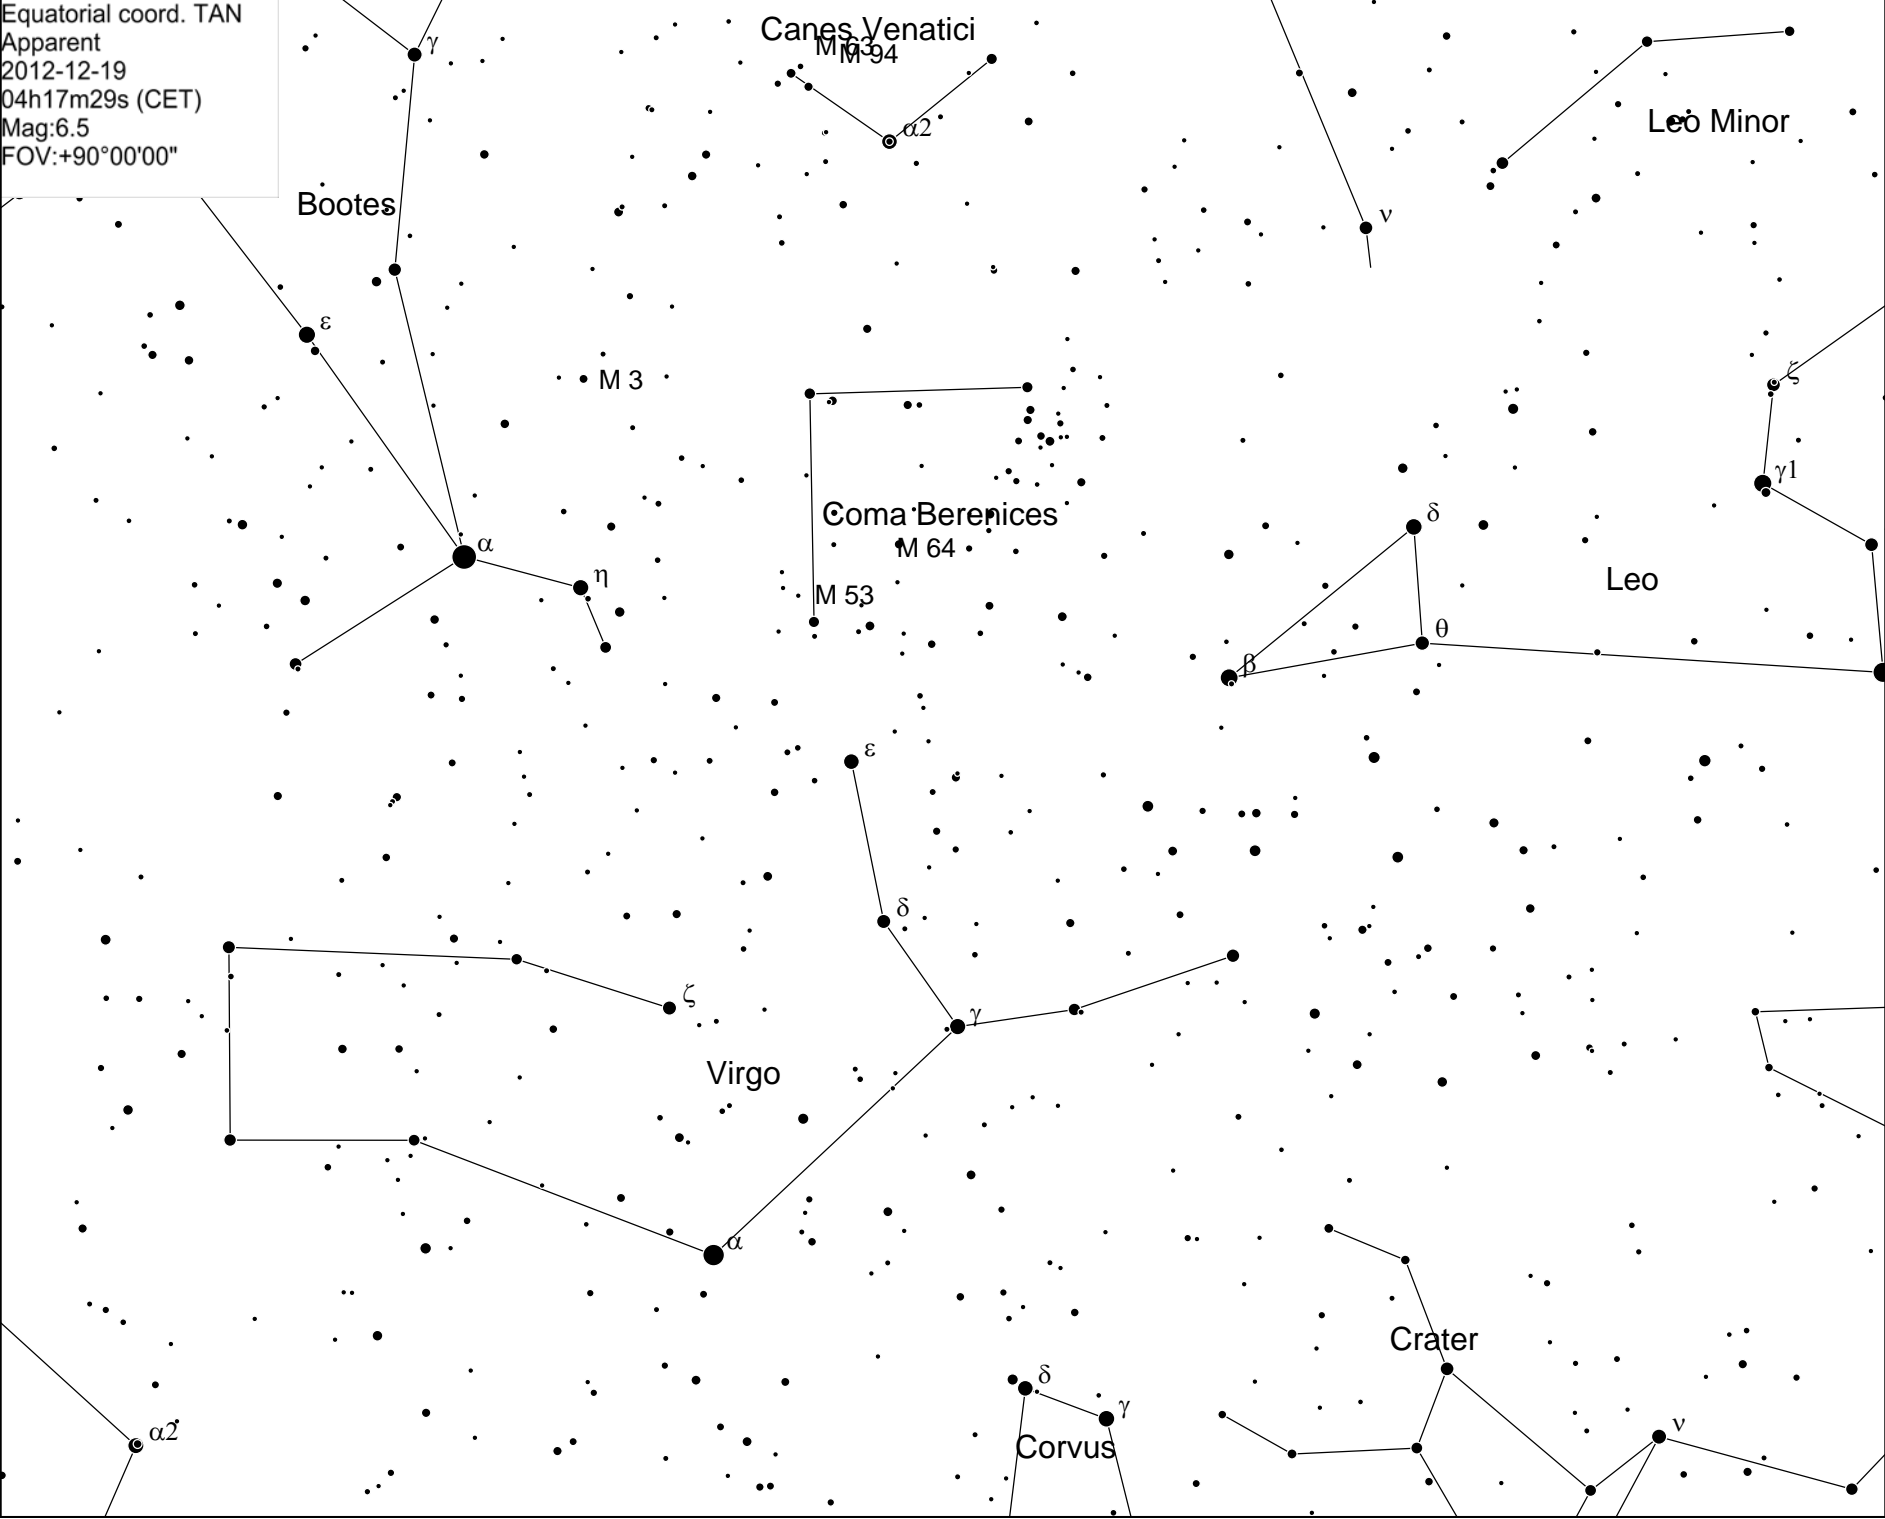 Equatorial coord. TAN
Apparent
2012-12-19
04h17m29s (CET)
Mag:6.5
FOV:+90°00'00"
γ
Canes Venatici
M 63
M 94
α2
Leo Minor
Bootes
ν
ε
M 3
ζ
γ1
Coma Berenices
δ
α
M 64
η
M 53
Leo
θ
β
ε
δ
ζ
γ
Virgo
α
Crater
δ
γ
α2
Corvus
ν